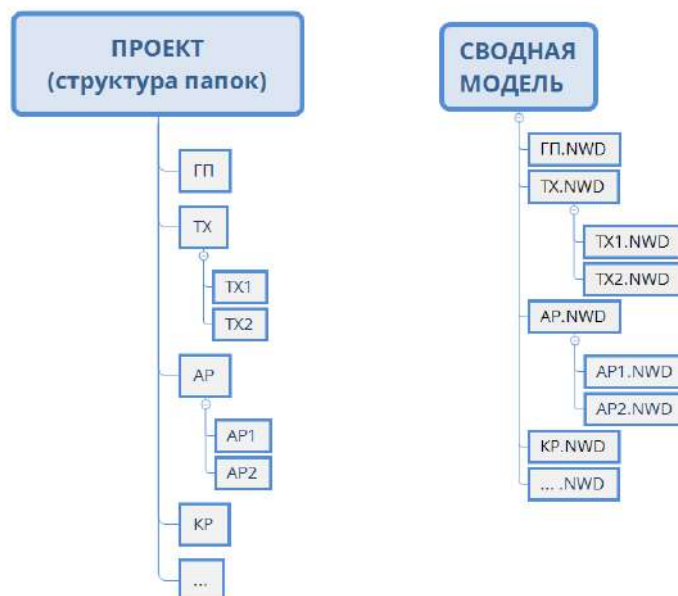 ПРОЕКТ
(структура папок)
ГП
ТХ
ТХ1
ТХ2
АР
АР1
АР2
КР
...
СВОДНАЯ
МОДЕЛЬ
ГП.NWD
ТХ.NWD
ТХ1.NWD
ТХ2.NWD
АР.NWD
АР1.NWD
АР2.NWD
КР.NWD
... .NWD